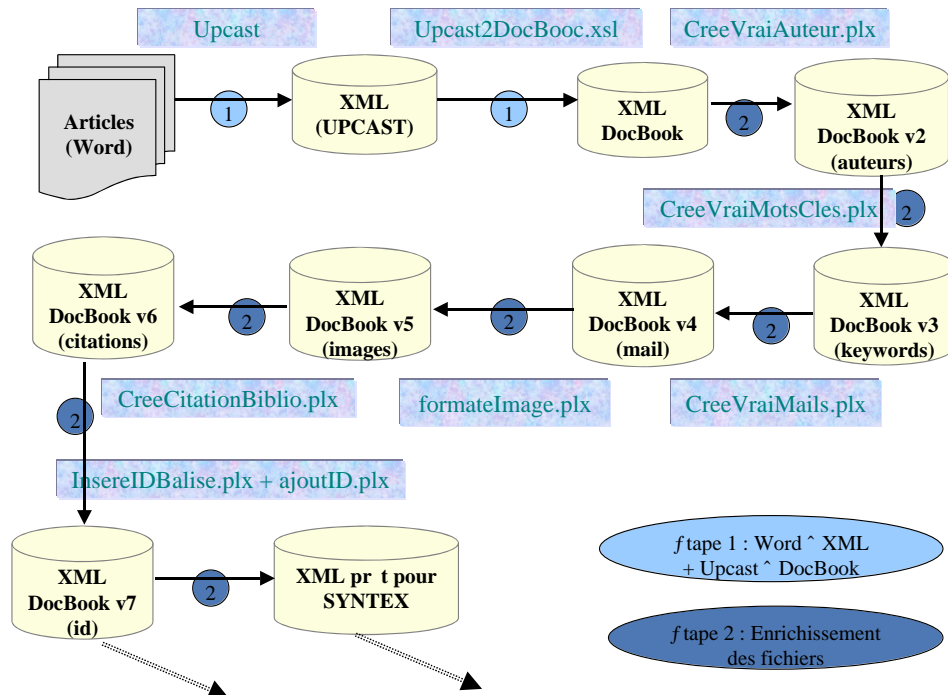 Upcast
Upcast2DocBooc.xsl
CreeVraiAuteur.plx
Articles
(Word)
1
XML
(UPCAST)
1
XML
DocBook
2
XML
DocBook v2
(auteurs)
CreeVraiMotsCles.plx
2
XML
DocBook v6
(citations)
2
XML
DocBook v5
(images)
2
XML
DocBook v4
(mail)
2
XML
DocBook v3
(keywords)
CreeCitationBiblio.plx
formateImage.plx
CreeVraiMails.plx
2
InsereIDBalise.plx + ajoutID.plx
XML
DocBook v7
(id)
2
XML pr t pour
SYNTEX
ƒtape 1 : Word ˆ XML
+ Upcast ˆ DocBook
ƒtape 2 : Enrichissement
des fichiers